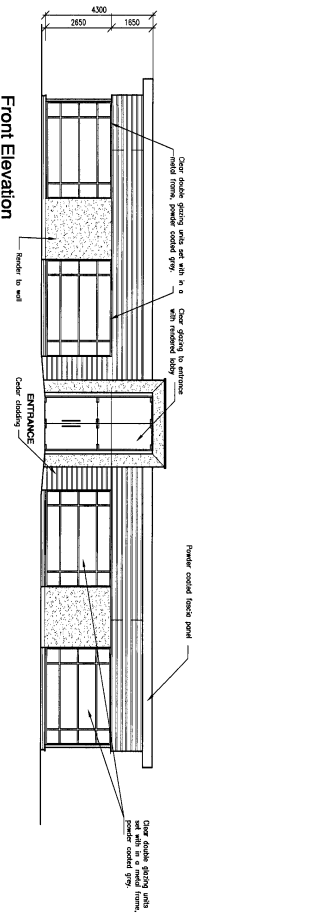 4300
2650
1650
Clear double glazing units set with in a
metal frame, powder coated grey.
Clear glazing to entrance
with rendered lobby
Powder coated fascia panel
Clear double glazing units
set with in a metal frame,
powder coated grey.
Render to wall
ENTRANCE
Cedar cladding
Front Elevation